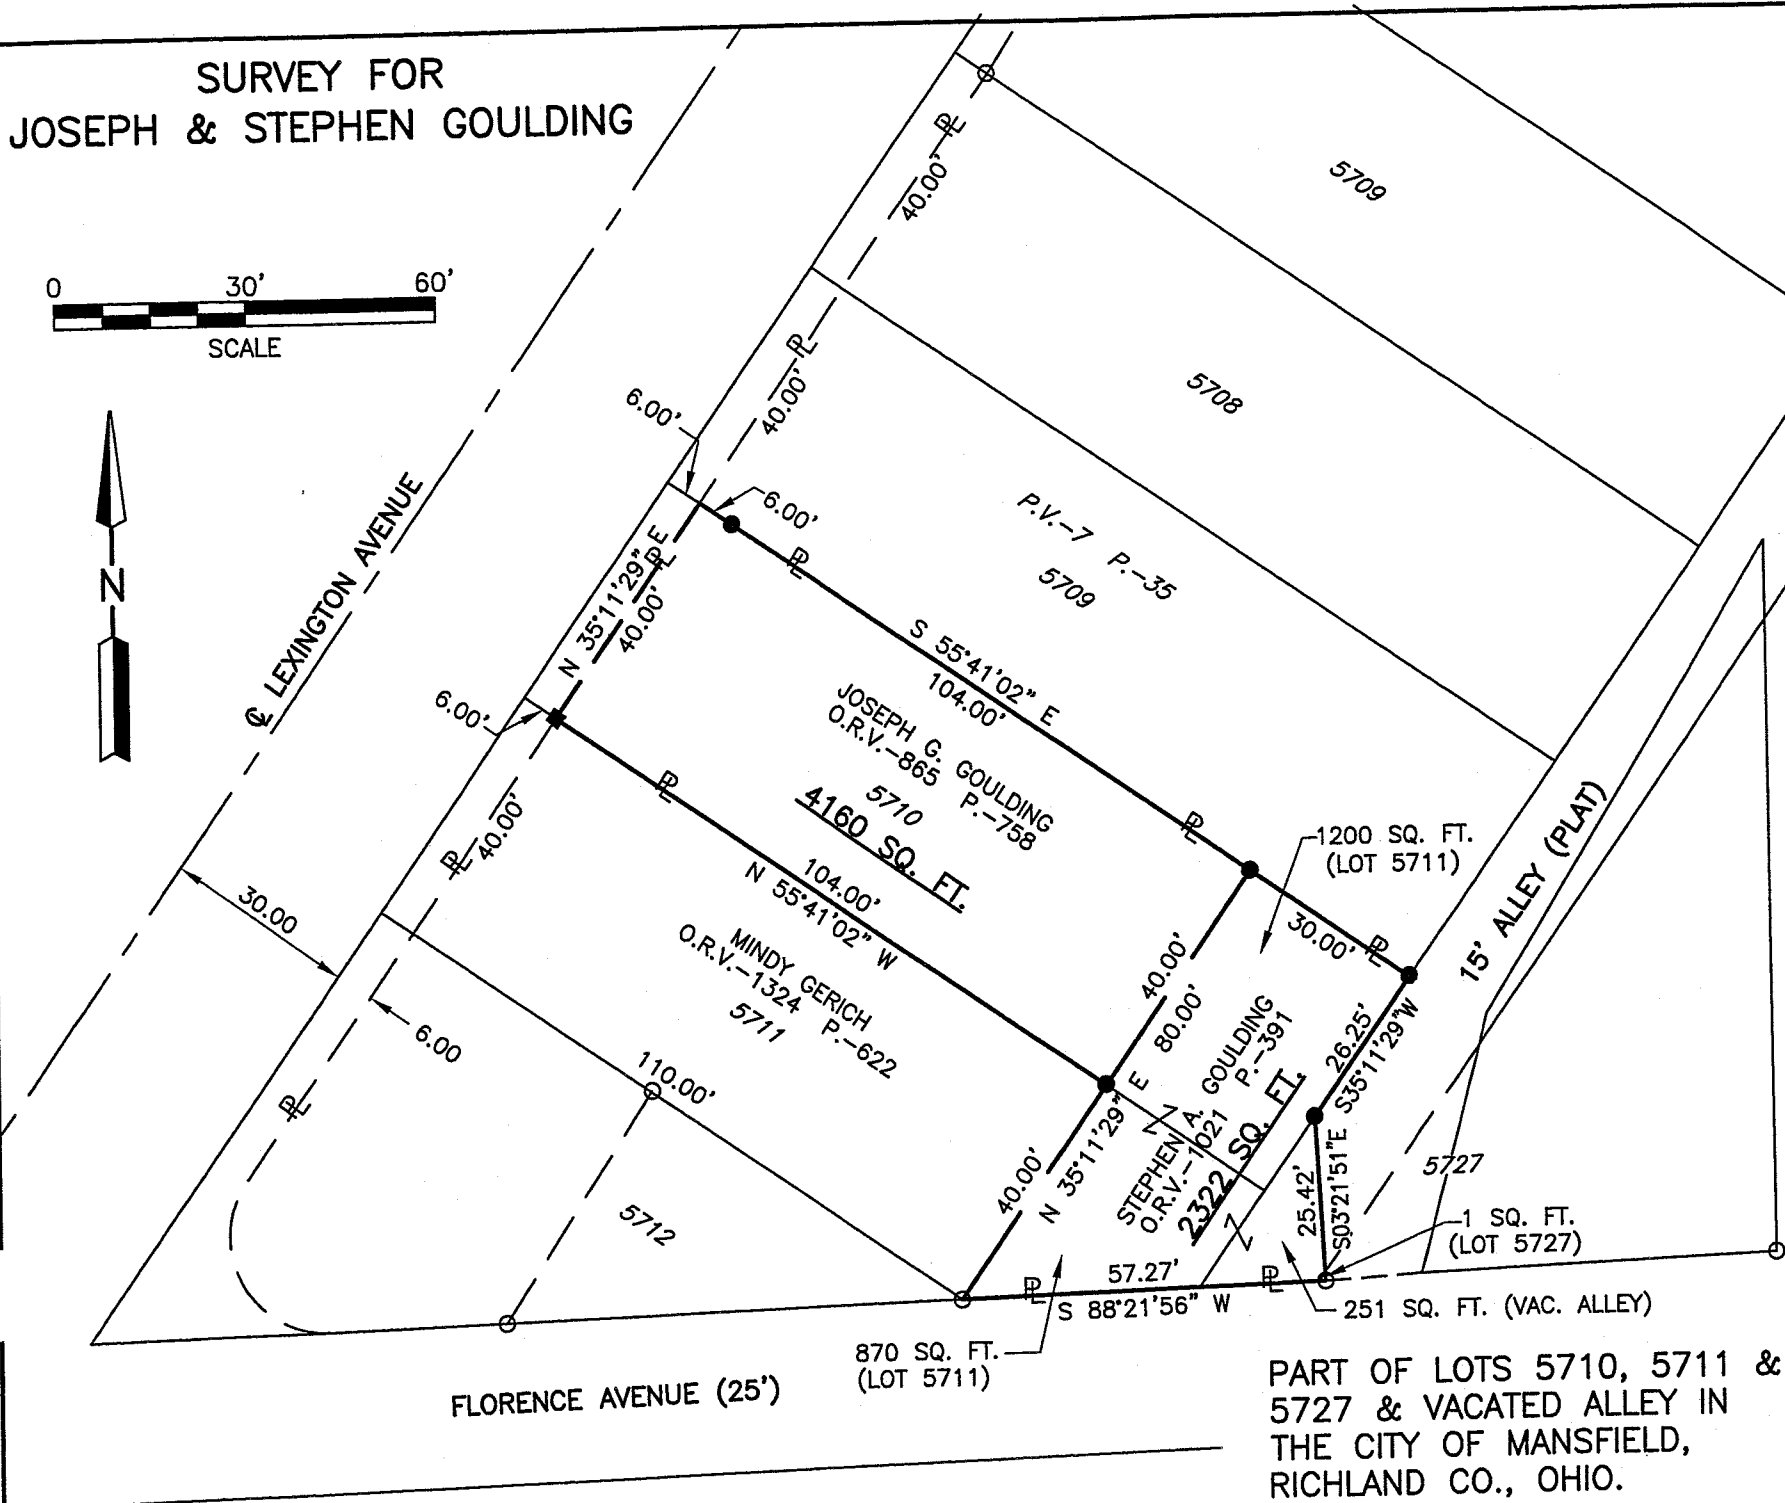 SURVEY FOR
JOSEPH & STEPHEN GOULDING
0 30' 60'
SCALE
N
℄ LEXINGTON AVENUE
40.00'
5709
5708
40.00'
6.00'
6.00'
P.V.-7 P.-35
5709
N 35°11'29" E
40.00'
S 55°41'02" E
104.00'
JOSEPH G. GOULDING
O.R.V.-865 P.-758
5710
4160 SQ. FT.
6.00'
40.00'
104.00'
N 55°41'02" W
1200 SQ. FT.
(LOT 5711)
30.00'
15' ALLEY (PLAT)
30.00
6.00
MINDY GERICH
O.R.V.-1324 P.-622
5711
110.00'
40.00'
80.00'
40.00'
N 35°11'29" E
STEPHEN A. GOULDING
O.R.V.-1021 P.-391
2322 SQ. FT.
26.25'
S35°11'29"W
25.42'
S03°21'51"E
5727
1 SQ. FT.
(LOT 5727)
5712
57.27'
S 88°21'56" W
251 SQ. FT. (VAC. ALLEY)
870 SQ. FT.
(LOT 5711)
FLORENCE AVENUE (25')
PART OF LOTS 5710, 5711 &
5727 & VACATED ALLEY IN
THE CITY OF MANSFIELD,
RICHLAND CO., OHIO.